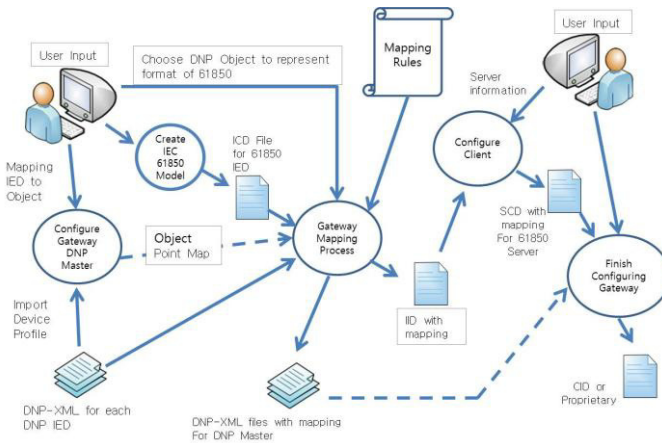 User Input
Choose DNP Object to represent
format of 61850
Mapping
Rules
User Input
Server
information
Create
IEC
61850
Model
ICD File
for 61850
IED
Configure
Client
Mapping
IED to
Object
Configure
Gateway
DNP
Master
Object
Point Map
Gateway
Mapping
Process
SCD with
mapping
For 61850
Server
Finish
Configuring
Gateway
Import
Device
Profile
IID with
mapping
DNP-XML for each
DNP IED
DNP-XML files with mapping
For DNP Master
CID or
Proprietary